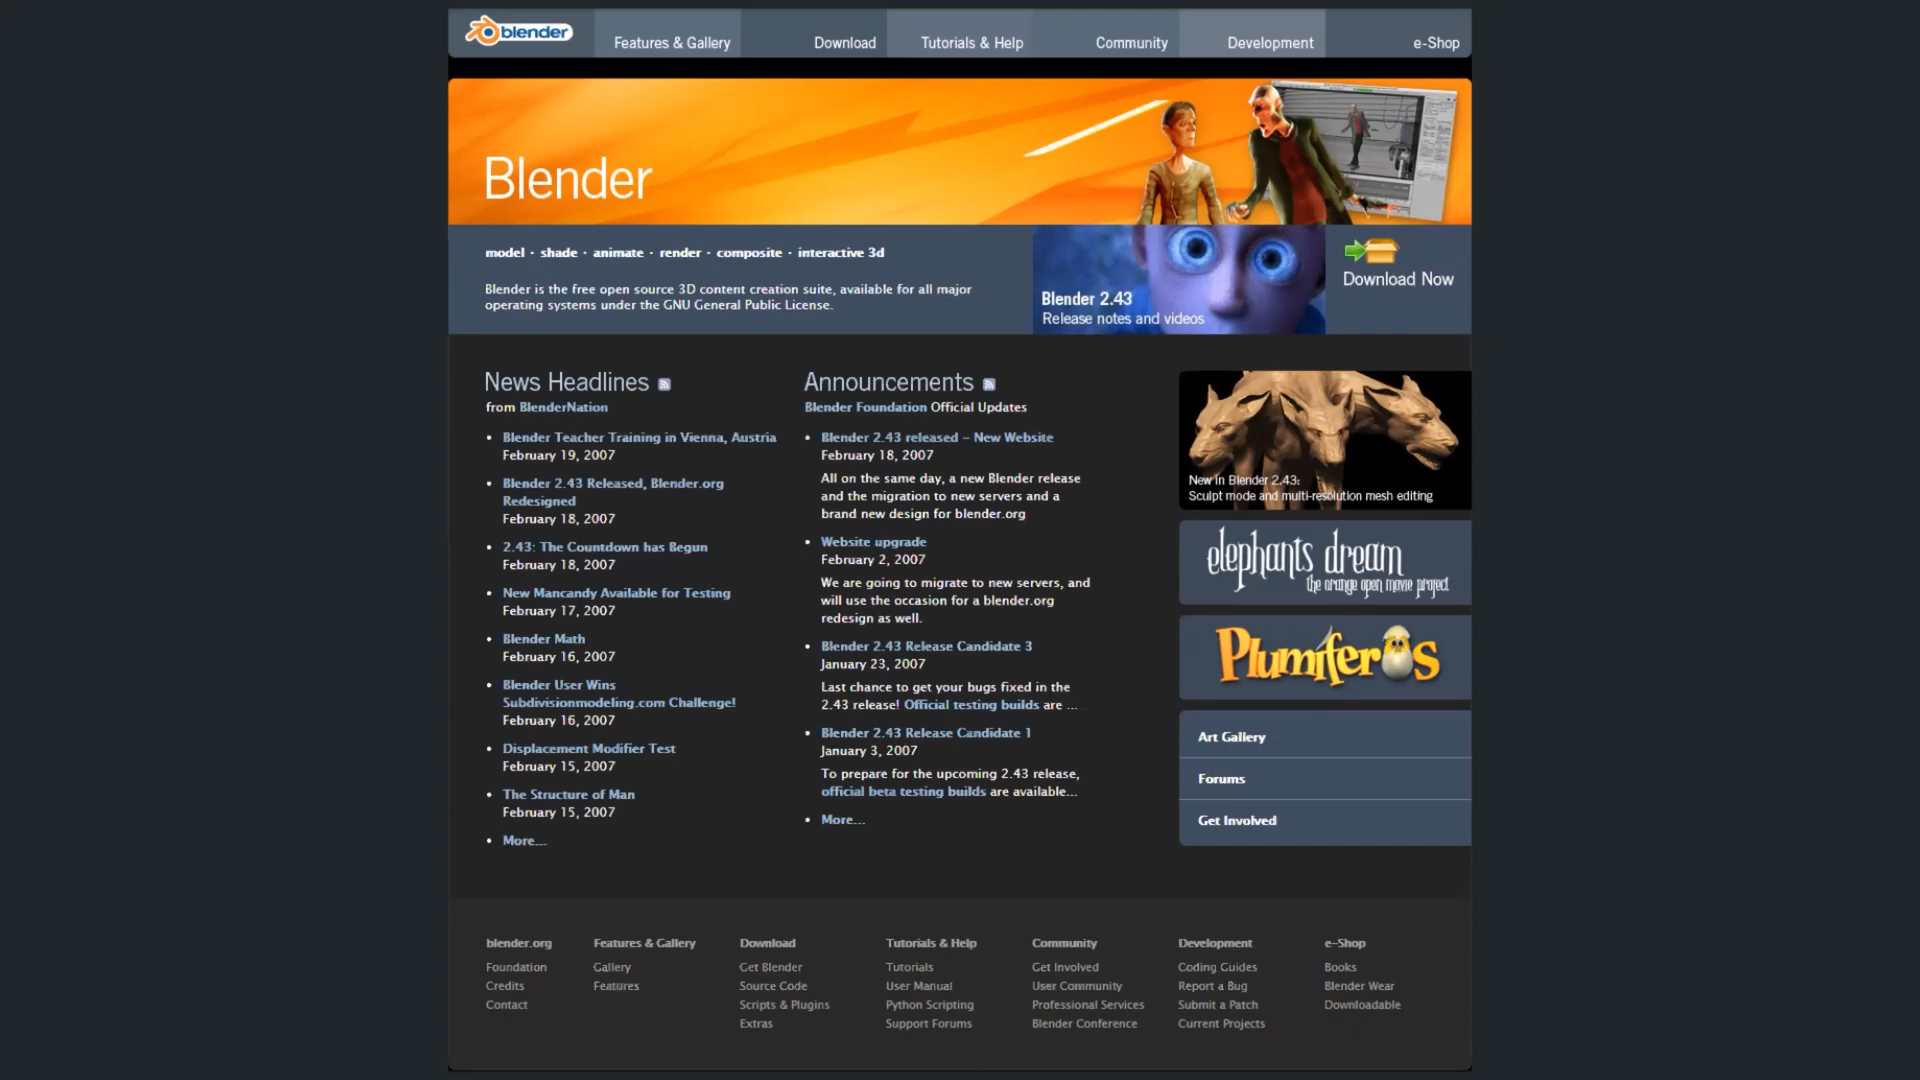 blender
Features & Gallery
Download
Tutorials & Help
Community
Development
e-Shop
Blender
model · shade · animate · render · composite · interactive 3d
Blender is the free open source 3D content creation suite, available for all major
operating systems under the GNU General Public License.
Blender 2.43
Release notes and videos
Download Now
News Headlines
from BlenderNation
• Blender Teacher Training in Vienna, Austria
February 19, 2007
• Blender 2.43 Released, Blender.org
Redesigned
February 18, 2007
• 2.43: The Countdown has Begun
February 18, 2007
• New Mancandy Available for Testing
February 17, 2007
• Blender Math
February 16, 2007
• Blender User Wins
Subdivisionmodeling.com Challenge!
February 16, 2007
• Displacement Modifier Test
February 15, 2007
• The Structure of Man
February 15, 2007
• More...
Announcements
Blender Foundation Official Updates
• Blender 2.43 released – New Website
February 18, 2007
All on the same day, a new Blender release
and the migration to new servers and a
brand new design for blender.org
• Website upgrade
February 2, 2007
We are going to migrate to new servers, and
will use the occasion for a blender.org
redesign as well.
• Blender 2.43 Release Candidate 3
January 23, 2007
Last chance to get your bugs fixed in the
2.43 release! Official testing builds are ...
• Blender 2.43 Release Candidate 1
January 3, 2007
To prepare for the upcoming 2.43 release,
official beta testing builds are available...
• More...
New in Blender 2.43:
Sculpt mode and multi-resolution mesh editing
elephants dream
the orange open movie project
Plumiferos
Art Gallery
Forums
Get Involved
blender.org
Foundation
Credits
Contact
Features & Gallery
Gallery
Features
Download
Get Blender
Source Code
Scripts & Plugins
Extras
Tutorials & Help
Tutorials
User Manual
Python Scripting
Support Forums
Community
Get Involved
User Community
Professional Services
Blender Conference
Development
Coding Guides
Report a Bug
Submit a Patch
Current Projects
e-Shop
Books
Blender Wear
Downloadable